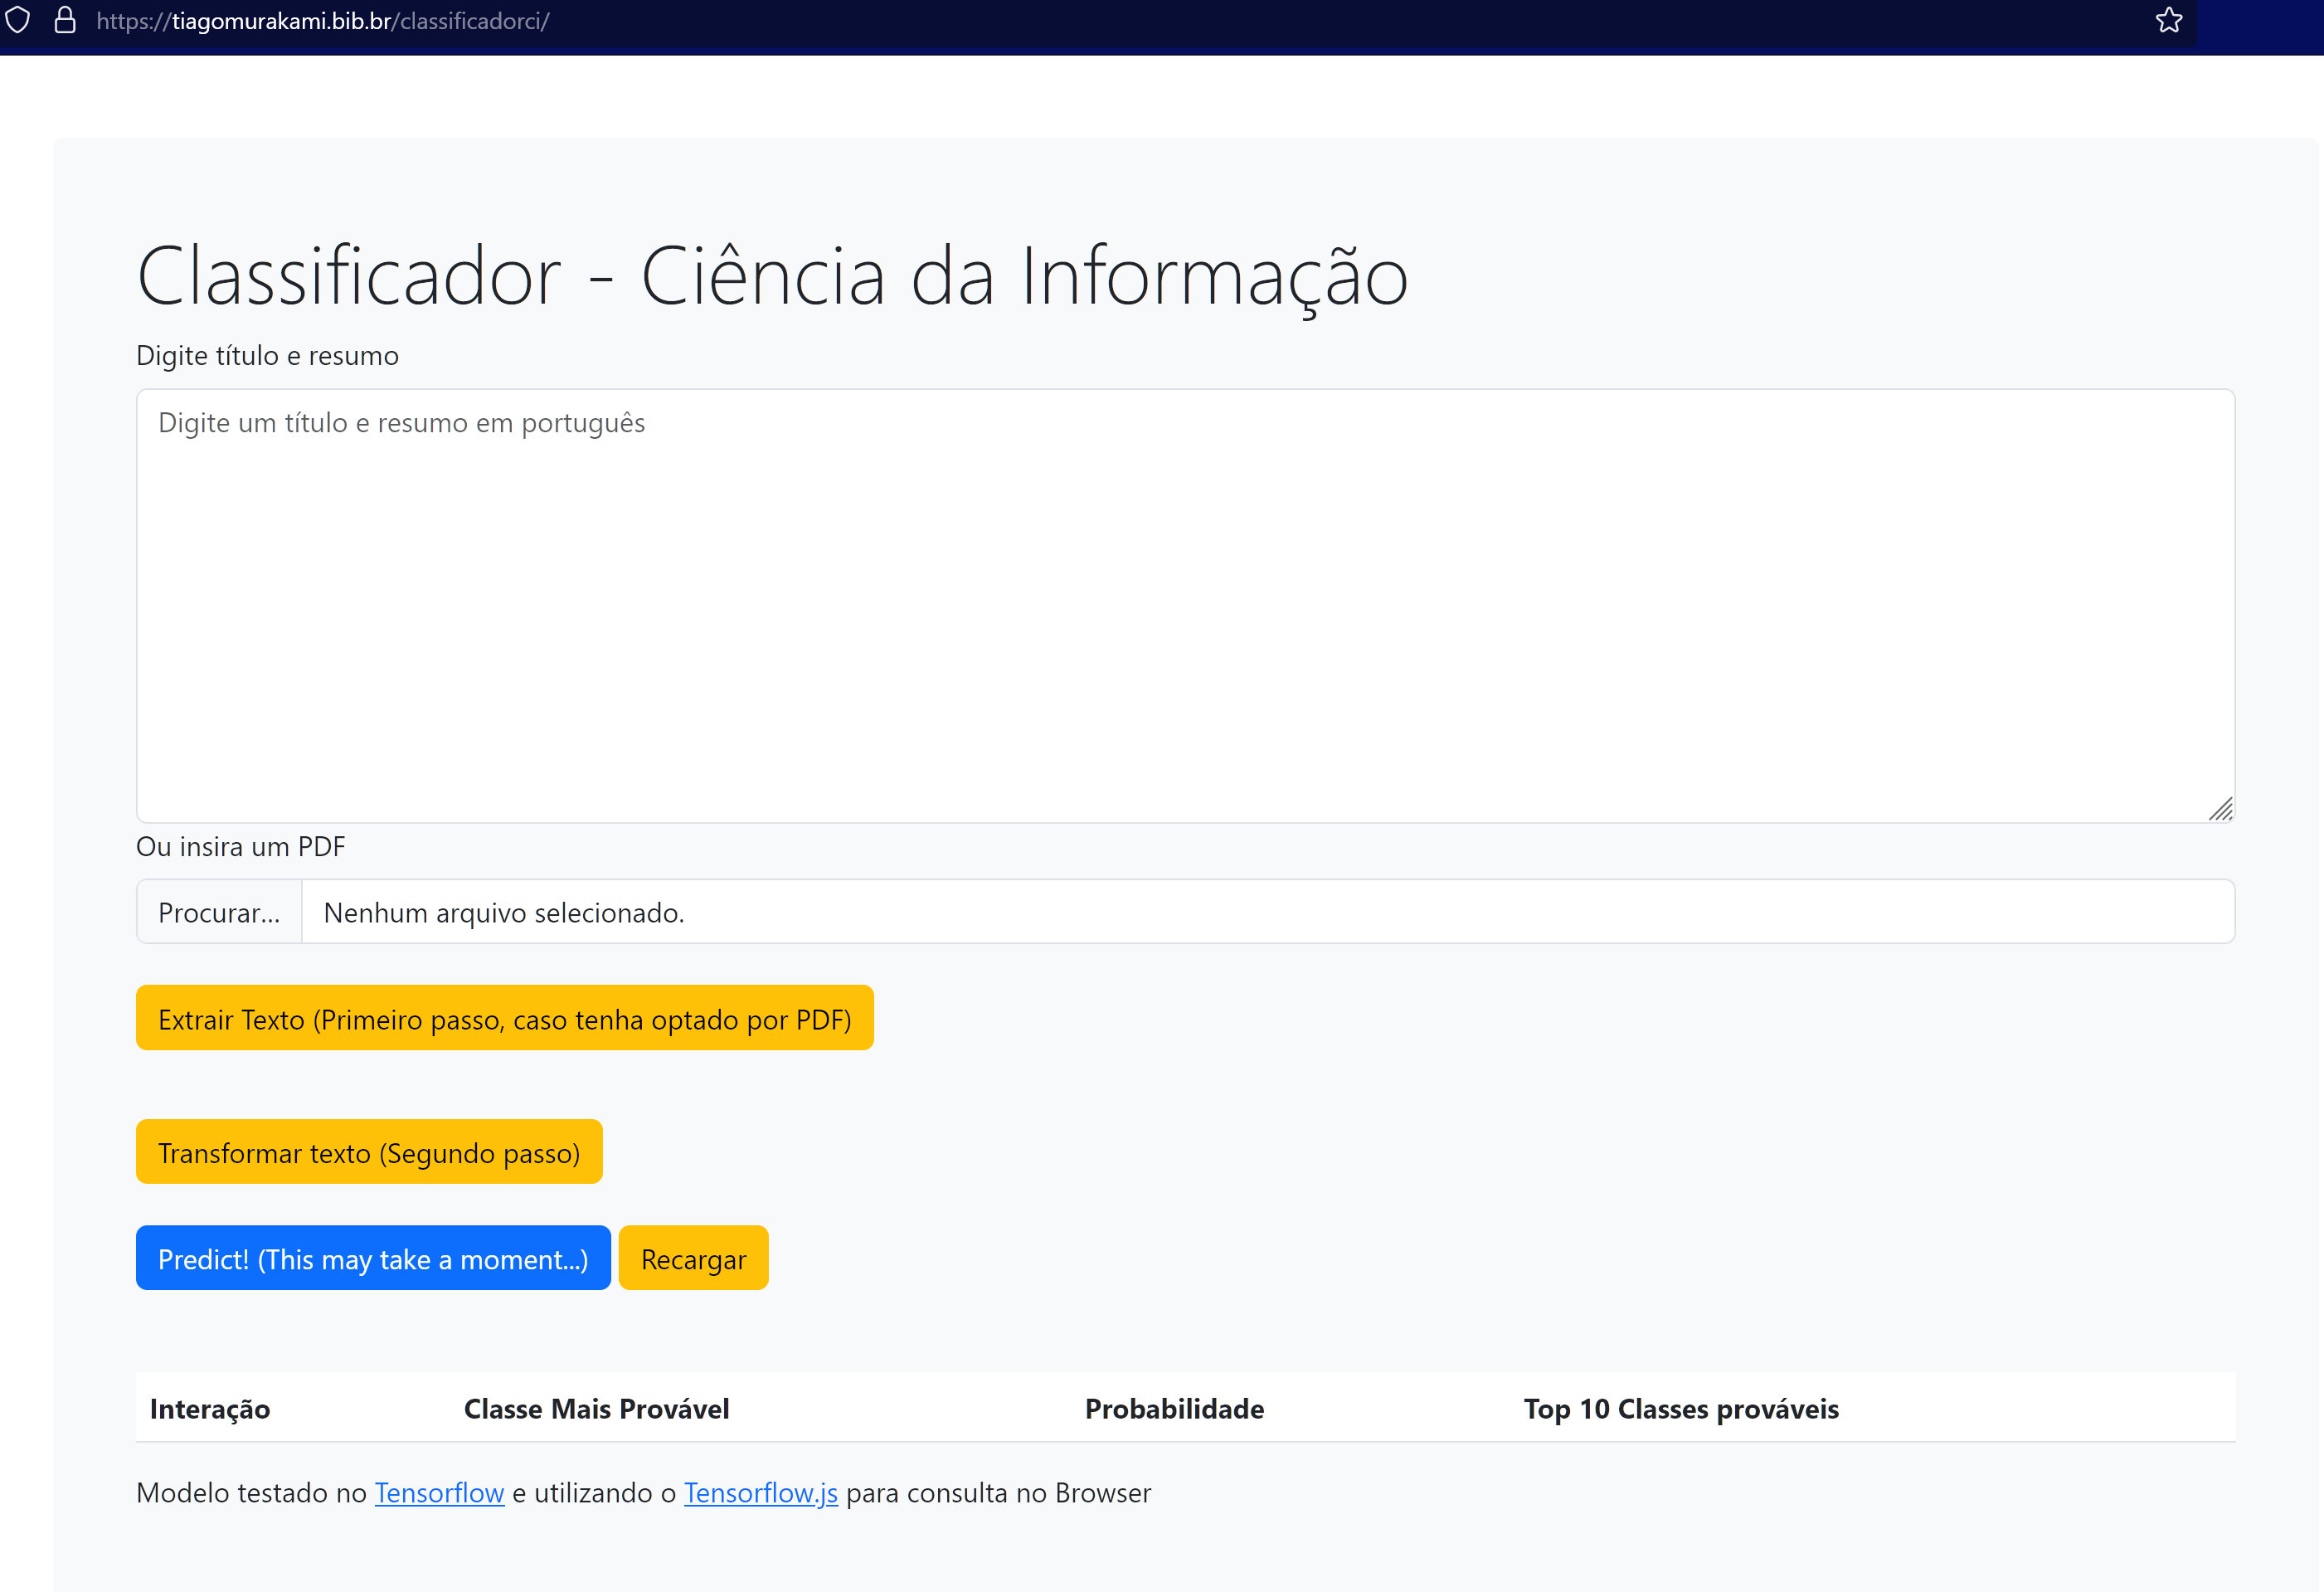 https://tiagomurakami.bib.br/classificadorci/
Classificador - Ciência da Informação
Digite título e resumo
Digite um título e resumo em português
Ou insira um PDF
Procurar... Nenhum arquivo selecionado.
Extrair Texto (Primeiro passo, caso tenha optado por PDF)
Transformar texto (Segundo passo)
Predict! (This may take a moment...) Recargar
Interação Classe Mais Provável Probabilidade Top 10 Classes prováveis
Modelo testado no Tensorflow e utilizando o Tensorflow.js para consulta no Browser